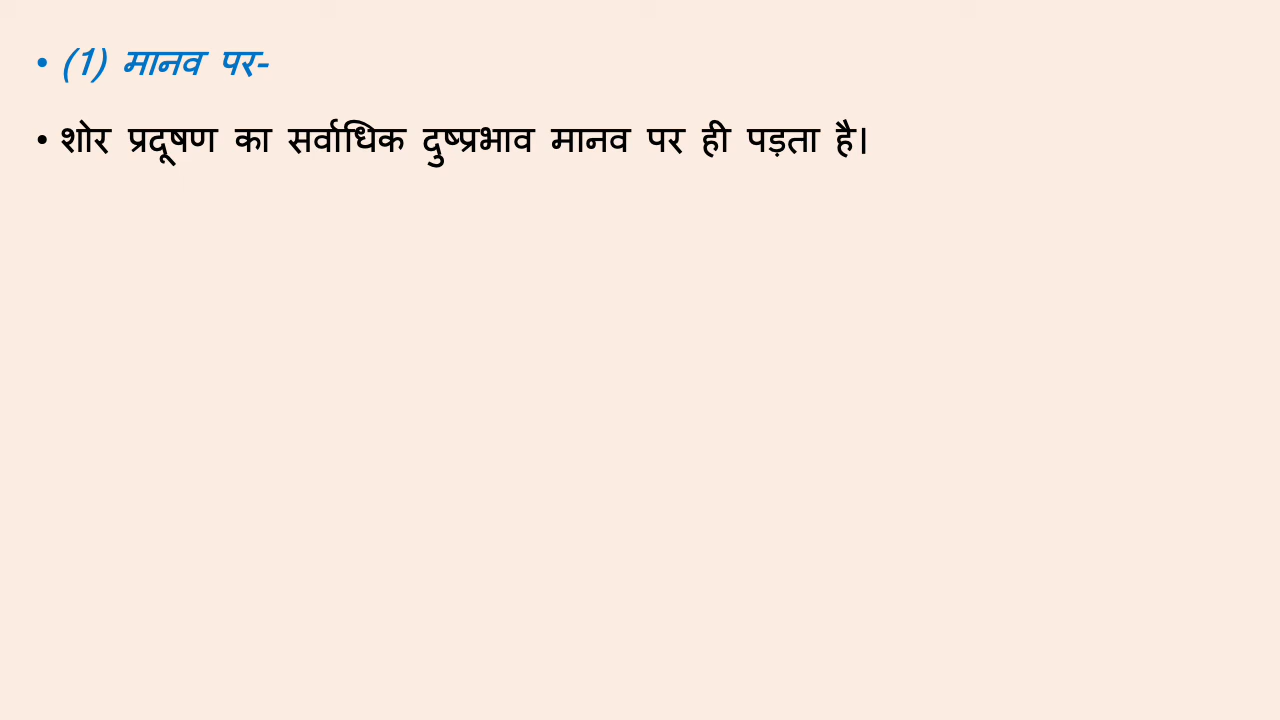 • (1) मानव पर-
• शोर प्रदूषण का सर्वाधिक दुष्प्रभाव मानव पर ही पड़ता है।